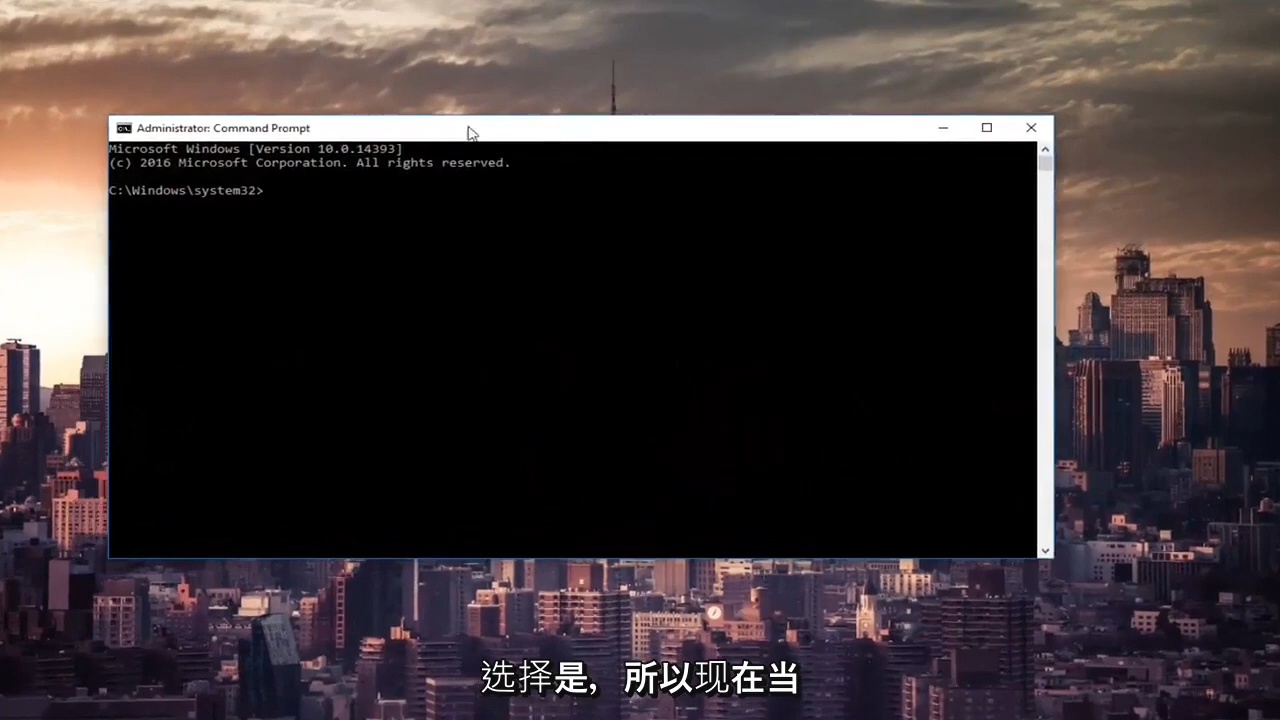 Administrator: Command Prompt
Microsoft Windows [Version 10.0.14393]
(c) 2016 Microsoft Corporation. All rights reserved.
C:\Windows\system32>
选择是，所以现在当